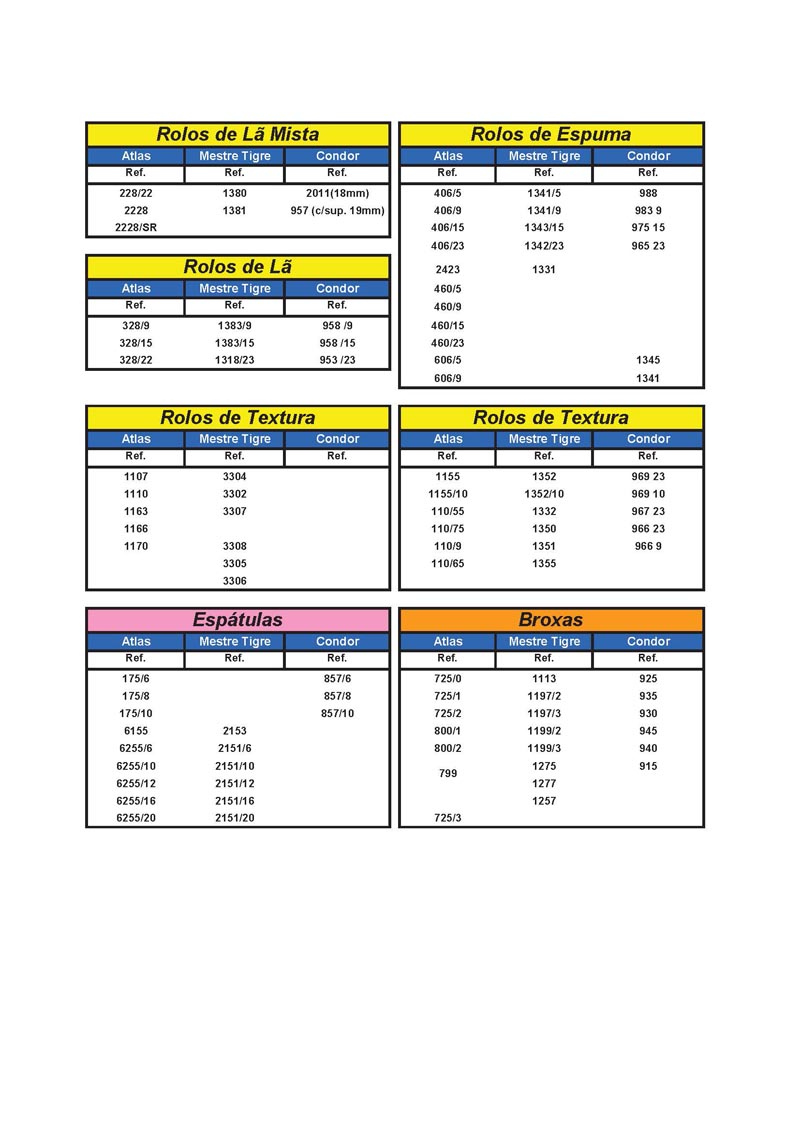 Rolos de Lã Mista
Atlas Mestre Tigre Condor
Ref. Ref. Ref.
228/22 1380 2011(18mm)
2228 1381 957 (c/sup. 19mm)
2228/SR
Rolos de Lã
Atlas Mestre Tigre Condor
Ref. Ref. Ref.
328/9 1383/9 958 /9
328/15 1383/15 958 /15
328/22 1318/23 953 /23
Rolos de Espuma
Atlas Mestre Tigre Condor
Ref. Ref. Ref.
406/5 1341/5 988
406/9 1341/9 983 9
406/15 1343/15 975 15
406/23 1342/23 965 23
2423 1331
460/5
460/9
460/15
460/23
606/5 1345
606/9 1341
Rolos de Textura
Atlas Mestre Tigre Condor
Ref. Ref. Ref.
1107 3304
1110 3302
1163 3307
1166
1170 3308
3305
3306
Rolos de Textura
Atlas Mestre Tigre Condor
Ref. Ref. Ref.
1155 1352 969 23
1155/10 1352/10 969 10
110/55 1332 967 23
110/75 1350 966 23
110/9 1351 966 9
110/65 1355
Espátulas
Atlas Mestre Tigre Condor
Ref. Ref. Ref.
175/6 857/6
175/8 857/8
175/10 857/10
6155 2153
6255/6 2151/6
6255/10 2151/10
6255/12 2151/12
6255/16 2151/16
6255/20 2151/20
Broxas
Atlas Mestre Tigre Condor
Ref. Ref. Ref.
725/0 1113 925
725/1 1197/2 935
725/2 1197/3 930
800/1 1199/2 945
800/2 1199/3 940
1275 915
799
1277
1257
725/3